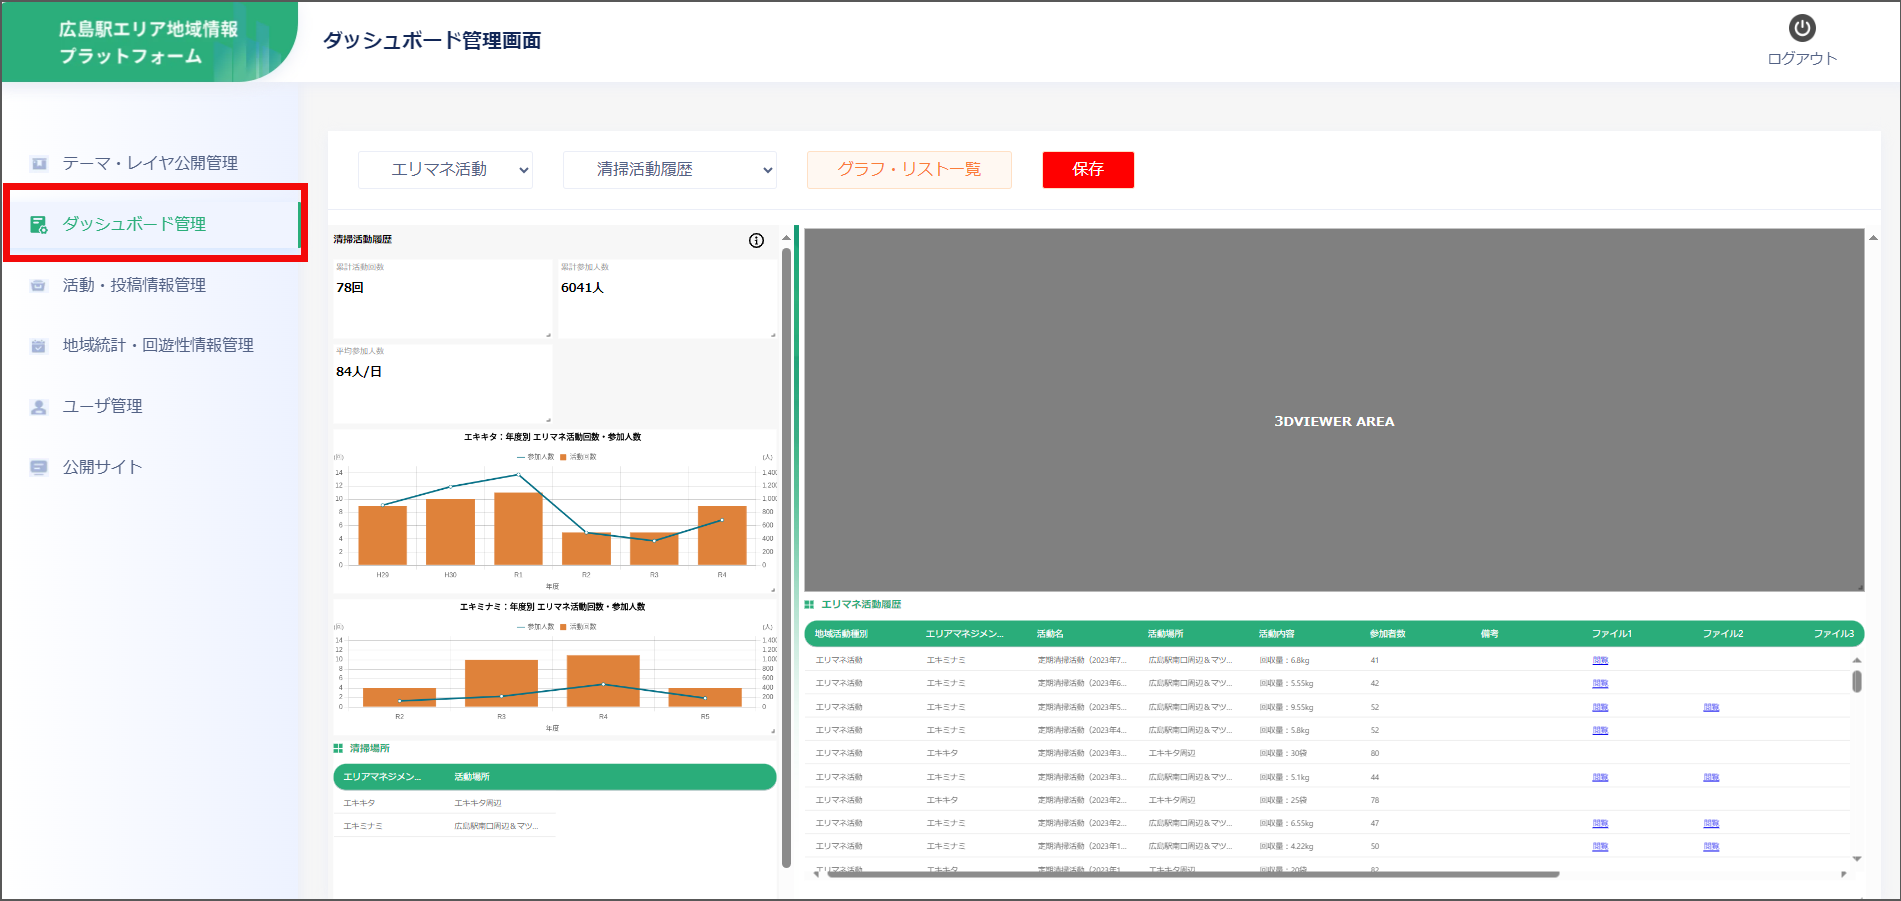 広島駅エリア地域情報
プラットフォーム
ダッシュボード管理画面
ログアウト
テーマ・レイヤ公開管理
ダッシュボード管理
活動・投稿情報管理
地域統計・回遊性情報管理
ユーザ管理
公開サイト
エリマネ活動
清掃活動履歴
グラフ・リスト一覧
保存
清掃活動履歴
累計活動回数
78回
累計参加人数
6041人
平均参加人数
84人/日
エキキタ：年度別 エリマネ活動回数・参加人数
参加人数 活動回数
(回) (人)
14 1,400
12 1,200
10 1,000
8 800
6 600
4 400
2 200
0 0
H29 H30 R1 R2 R3 R4
年度
エキミナミ：年度別 エリマネ活動回数・参加人数
参加人数 活動回数
(回) (人)
14 1,400
12 1,200
10 1,000
8 800
6 600
4 400
2 200
0 0
R2 R3 R4 R5
年度
清掃場所
エリアマネジメン... 活動場所
エキキタ エキキタ周辺
エキミナミ 広島駅南口周辺＆マツ...
3DVIEWER AREA
エリマネ活動履歴
地域活動種別 エリアマネジメン... 活動名 活動場所 活動内容 参加者数 備考 ファイル1 ファイル2 ファイル3
エリマネ活動 エキミナミ 定期清掃活動（2023年7... 広島駅南口周辺＆マツ... 回収量：6.8kg 41 閲覧
エリマネ活動 エキミナミ 定期清掃活動（2023年6... 広島駅南口周辺＆マツ... 回収量：5.55kg 42 閲覧
エリマネ活動 エキミナミ 定期清掃活動（2023年5... 広島駅南口周辺＆マツ... 回収量：9.55kg 52 閲覧 閲覧
エリマネ活動 エキミナミ 定期清掃活動（2023年4... 広島駅南口周辺＆マツ... 回収量：5.8kg 52 閲覧
エリマネ活動 エキキタ 定期清掃活動（2023年3... エキキタ周辺 回収量：30袋 80
エリマネ活動 エキミナミ 定期清掃活動（2023年3... 広島駅南口周辺＆マツ... 回収量：5.1kg 44 閲覧 閲覧
エリマネ活動 エキキタ 定期清掃活動（2023年2... エキキタ周辺 回収量：25袋 78
エリマネ活動 エキミナミ 定期清掃活動（2023年2... 広島駅南口周辺＆マツ... 回収量：6.55kg 47 閲覧 閲覧
エリマネ活動 エキミナミ 定期清掃活動（2023年1... 広島駅南口周辺＆マツ... 回収量：4.22kg 50 閲覧 閲覧
エリマネ活動 エキキタ 定期清掃活動（2023年1... エキキタ周辺 回収量：20袋 82